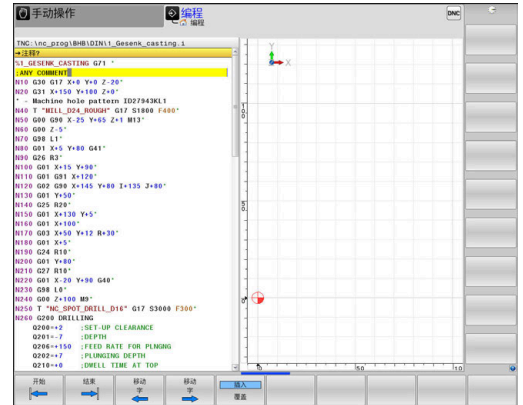 手动操作
编程
编程
DNC
TNC:\nc_prog\BHB\DIN\1_Gesenk_casting.i
→注释?
%1_GESENK_CASTING G71 *
;ANY COMMENT
N10 G30 G17 X+0 Y+0 Z-20*
N20 G31 X+150 Y+100 Z+0*
* - Machine hole pattern ID27943KL1
N40 T "MILL_D24_ROUGH" G17 S1800 F400*
N50 G00 G90 X-25 Y+65 Z+1 M13*
N60 G00 Z-5*
N70 G98 L1*
N80 G01 X+5 Y+80 G41*
N90 G26 R3*
N100 G01 X+15 Y+90*
N110 G01 G91 X+120*
N120 G02 G90 X+145 Y+80 I+135 J+80*
N130 G01 Y+50*
N140 G25 R20*
N150 G01 X+130 Y+5*
N160 G01 X+100*
N170 G03 X+50 Y+12 R+30*
N180 G01 X+5*
N190 G24 R10*
N200 G01 Y+80*
N210 G27 R10*
N220 G01 X-20 Y+90 G40*
N230 G98 L0*
N240 G00 Z+100 M9*
N250 T "NC_SPOT_DRILL_D16" G17 S3000 F300*
N260 G200 DRILLING
Q200=+2 ;SET-UP CLEARANCE
Q201=-7 ;DEPTH
Q206=+150 ;FEED RATE FOR PLNGNG
Q202=+7 ;PLUNGING DEPTH
Q210=+0 ;DWELL TIME AT TOP
Y
X
100
50
0
0
50
100
开始
结束
移动
字
移动
字
插入
覆盖